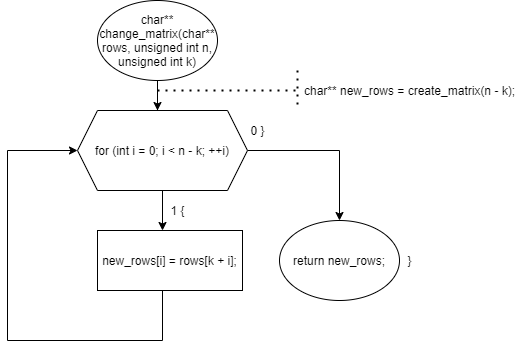 char**
change_matrix(char**
rows, unsigned int n,
unsigned int k)
char** new_rows = create_matrix(n - k);
0 }
for (int i = 0; i < n - k; ++i)
1 {
new_rows[i] = rows[k + i];
return new_rows;
}